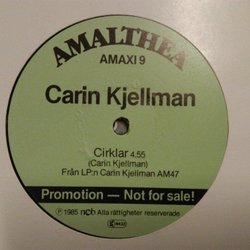 AMALTHEA
AMAXI 9
Carin Kjellman
Cirklar 4:55
(Carin Kjellman)
Från LP:n Carin Kjellman AM47
Promotion — Not for sale!
℗ 1985 ncb Alla rättigheter reserverade